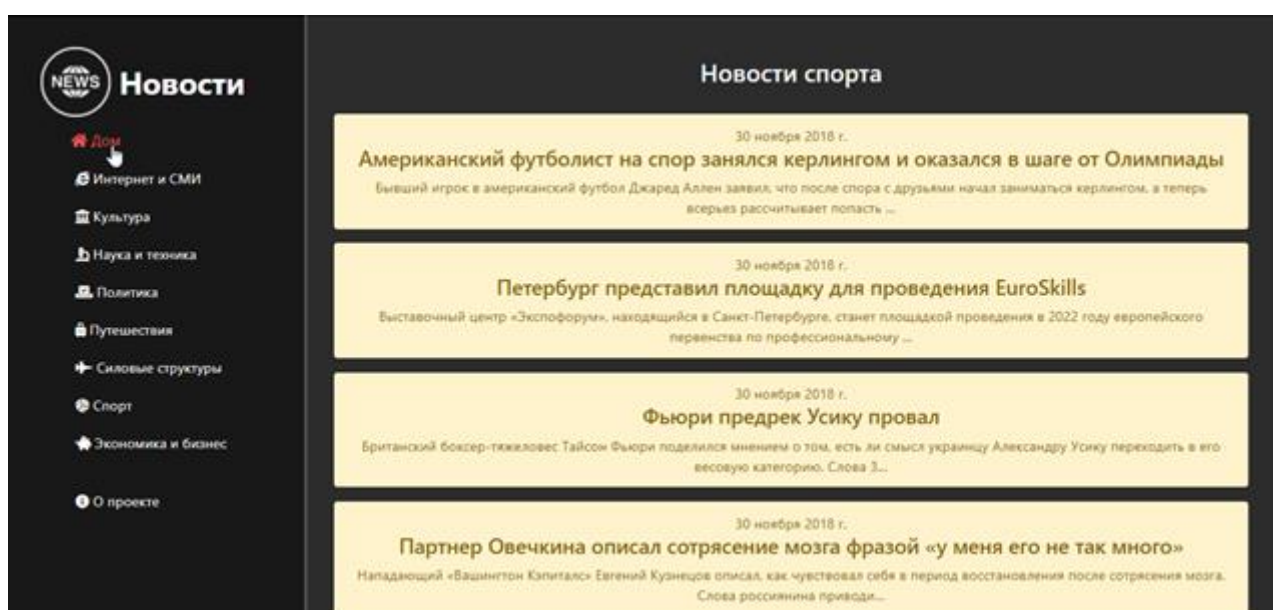 NEWS
Новости
Дом
Интернет и СМИ
Культура
Наука и техника
Политика
Путешествия
Силовые структуры
Спорт
Экономика и бизнес
О проекте
Новости спорта
30 ноября 2018 г.
Американский футболист на спор занялся керлингом и оказался в шаге от Олимпиады
Бывший игрок в американский футбол Джаред Аллен заявил, что после спора с друзьями начал заниматься керлингом, а теперь
всерьез рассчитывает попасть ...
30 ноября 2018 г.
Петербург представил площадку для проведения EuroSkills
Выставочный центр «Экспофорум», находящийся в Санкт-Петербурге, станет площадкой проведения в 2022 году европейского
первенства по профессиональному ...
30 ноября 2018 г.
Фьюри предрек Усику провал
Британский боксер-тяжеловес Тайсон Фьюри поделился мнением о том, есть ли смысл украинцу Александру Усику переходить в его
весовую категорию. Слова 3...
30 ноября 2018 г.
Партнер Овечкина описал сотрясение мозга фразой «у меня его не так много»
Нападающий «Вашингтон Кэпиталс» Евгений Кузнецов описал, как чувствовал себя в период восстановления после сотрясения мозга.
Слова россиянина приводи...